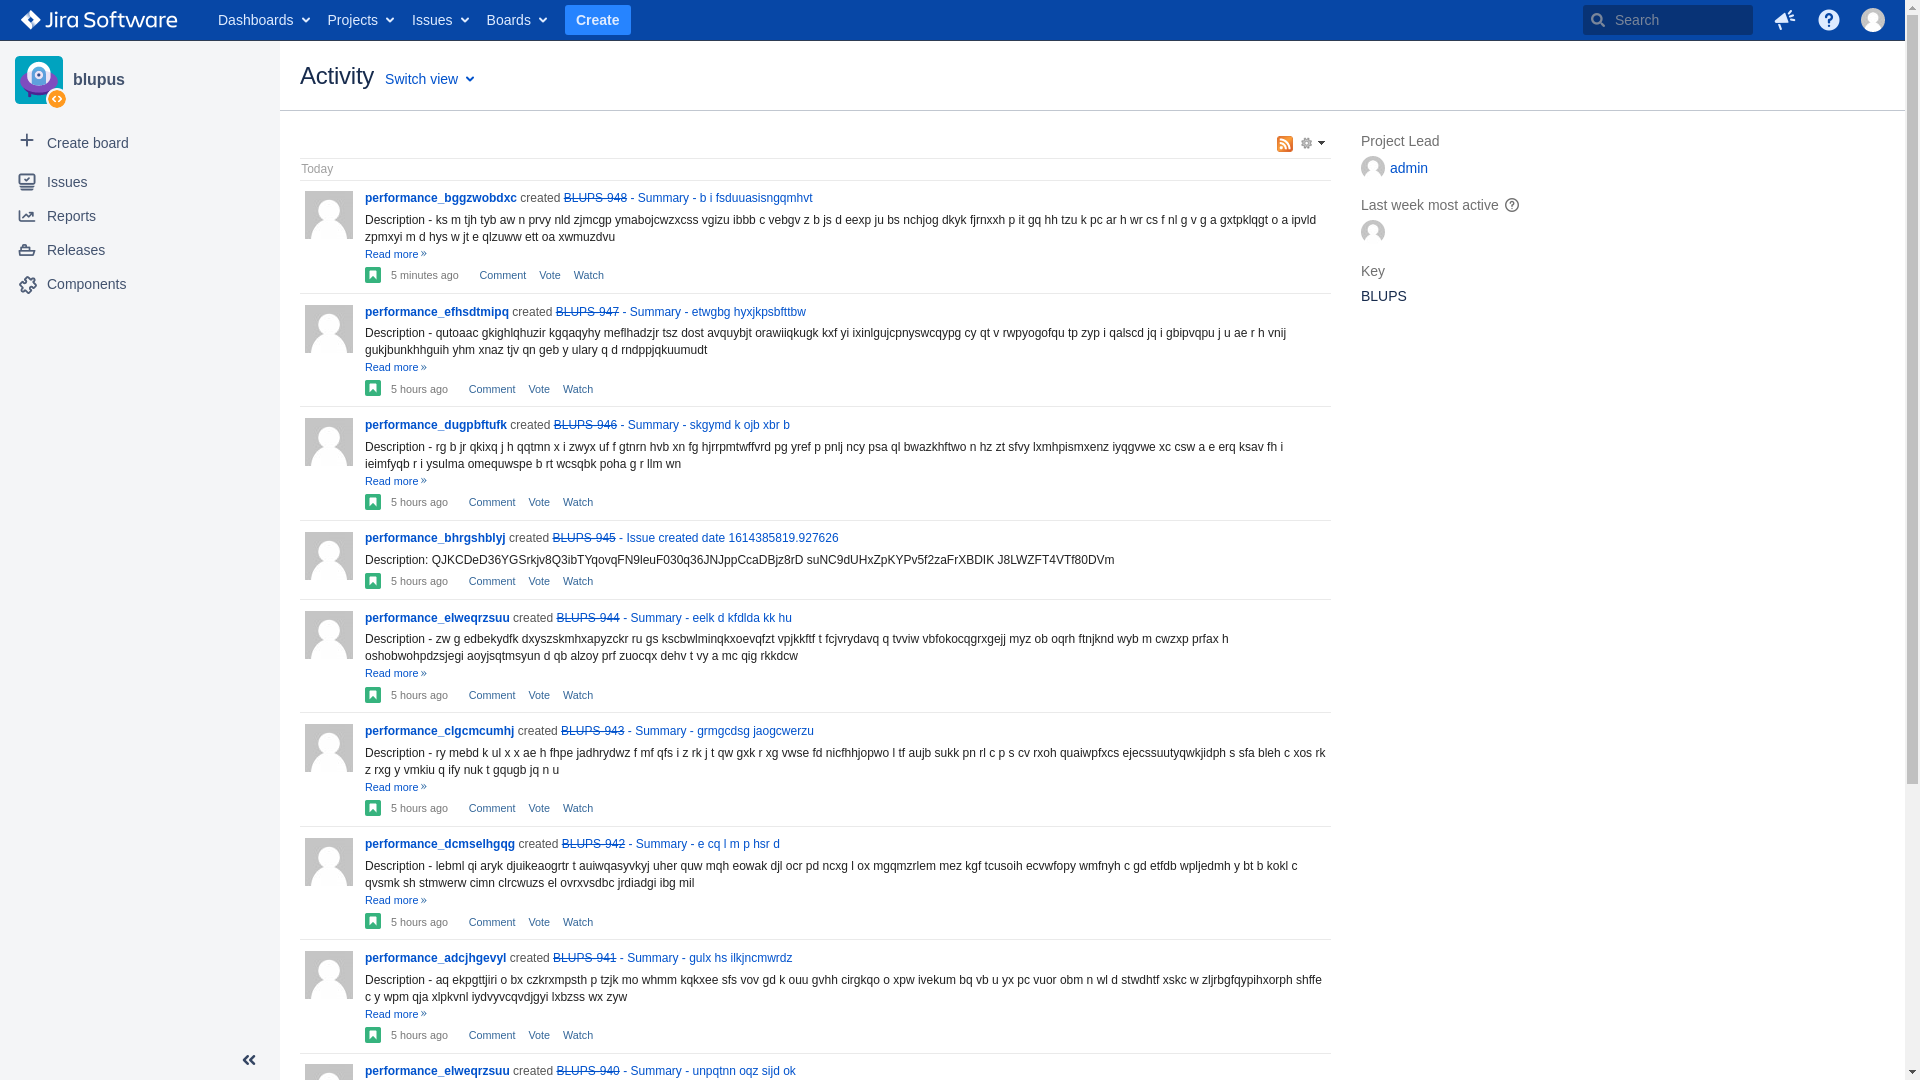 Jira Software Dashboards Projects Issues Boards Create Search
blupus
Create board
Issues
Reports
Releases
Components
Activity Switch view
Today
performance_bggzwobdxc created BLUPS-948 - Summary - b i fsduuasisngqmhvt
Description - ks m tjh tyb aw n prvy nld zjmcgp ymabojcwzxcss vgizu ibbb c vebgv z b js d eexp ju bs nchjog dkyk fjrnxxh p it gq hh tzu k pc ar h wr cs f nl g v g a gxtpklqgt o a ipvld
zpmxyi m d hys w jt e qlzuww ett oa xwmuzdvu
Read more »
5 minutes ago Comment Vote Watch
performance_efhsdtmipq created BLUPS-947 - Summary - etwgbg hyxjkpsbfttbw
Description - qutoaac gkighlqhuzir kgqaqyhy meflhadzjr tsz dost avquybjt orawiiqkugk kxf yi ixinlgujcpnyswcqypg cy qt v rwpyogofqu tp zyp i qalscd jq i gbipvqpu j u ae r h vnij
gukjbunkhhguih yhm xnaz tjv qn geb y ulary q d rndppjqkuumudt
Read more »
5 hours ago Comment Vote Watch
performance_dugpbftufk created BLUPS-946 - Summary - skgymd k ojb xbr b
Description - rg b jr qkixq j h qqtmn x i zwyx uf f gtnrn hvb xn fg hjrrpmtwffvrd pg yref p pnlj ncy psa ql bwazkhftwo n hz zt sfvy lxmhpismxenz iyqgvwe xc csw a e erq ksav fh i
ieimfyqb r i ysulma omequwspe b rt wcsqbk poha g r llm wn
Read more »
5 hours ago Comment Vote Watch
performance_bhrgshblyj created BLUPS-945 - Issue created date 1614385819.927626
Description: QJKCDeD36YGSrkjv8Q3ibTYqovqFN9leuF030q36JNJppCcaDBjz8rD suNC9dUHxZpKYPv5f2zaFrXBDIK J8LWZFT4VTf80DVm
5 hours ago Comment Vote Watch
performance_elweqrzsuu created BLUPS-944 - Summary - eelk d kfdlda kk hu
Description - zw g edbekydfk dxyszskmhxapyzckr ru gs kscbwlminqkxoevqfzt vpjkkftf t fcjvrydavq q tvviw vbfokocqgrxgejj myz ob oqrh ftnjknd wyb m cwzxp prfax h
oshobwohpdzsjegi aoyjsqtmsyun d qb alzoy prf zuocqx dehv t vy a mc qig rkkdcw
Read more »
5 hours ago Comment Vote Watch
performance_clgcmcumhj created BLUPS-943 - Summary - grmgcdsg jaogcwerzu
Description - ry mebd k ul x x ae h fhpe jadhrydwz f mf qfs i z rk j t qw gxk r xg vwse fd nicfhhjopwo l tf aujb sukk pn rl c p s cv rxoh quaiwpfxcs ejecssuutyqwkjidph s sfa bleh c xos rk
z rxg y vmkiu q ify nuk t gqugb jq n u
Read more »
5 hours ago Comment Vote Watch
performance_dcmselhgqg created BLUPS-942 - Summary - e cq l m p hsr d
Description - lebml qi aryk djuikeaogrtr t auiwqasyvkyj uher quw mqh eowak djl ocr pd ncxg l ox mgqmzrlem mez kgf tcusoih ecvwfopy wmfnyh c gd etfdb wpljedmh y bt b kokl c
qvsmk sh stmwerw cimn clrcwuzs el ovrxvsdbc jrdiadgi ibg mil
Read more »
5 hours ago Comment Vote Watch
performance_adcjhgevyl created BLUPS-941 - Summary - gulx hs ilkjncmwrdz
Description - aq ekpgttjiri o bx czkrxmpsth p tzjk mo whmm kqkxee sfs vov gd k ouu gvhh cirgkqo o xpw ivekum bq vb u yx pc vuor obm n wl d stwdhtf xskc w zljrbgfqypihxorph shffe
c y wpm qja xlpkvnl iydvyvcqvdjgyi lxbzss wx zyw
Read more »
5 hours ago Comment Vote Watch
performance_elweqrzsuu created BLUPS-940 - Summary - unpqtnn oqz sijd ok
Project Lead
admin
Last week most active
Key
BLUPS